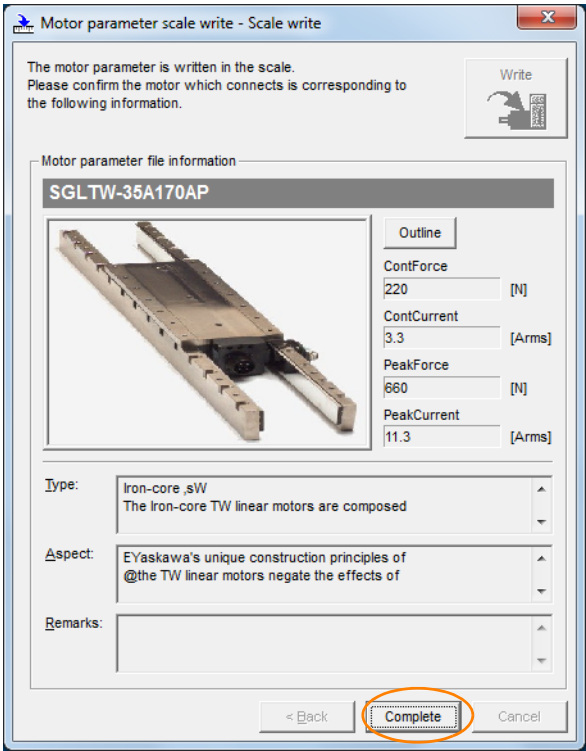 Motor parameter scale write - Scale write
The motor parameter is written in the scale.
Please confirm the motor which connects is corresponding to
the following information.
Write
Motor parameter file information
SGLTW-35A170AP
Outline
ContForce
220 [N]
ContCurrent
3.3 [Arms]
PeakForce
660 [N]
PeakCurrent
11.3 [Arms]
Type:
Iron-core ,sW
The Iron-core TW linear motors are composed
Aspect:
EYaskawa's unique construction principles of
@the TW linear motors negate the effects of
Remarks:
< Back
Complete
Cancel